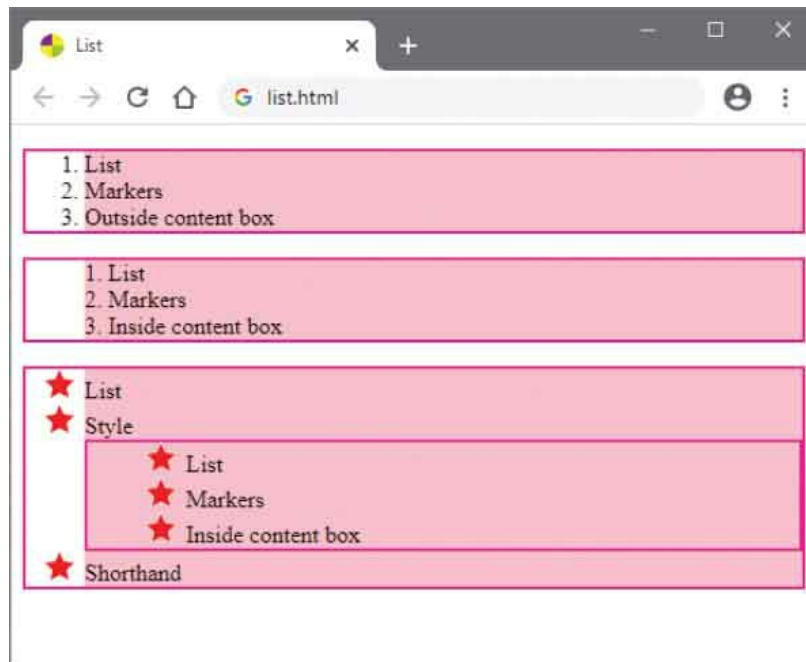 List
list.html
1. List
2. Markers
3. Outside content box
1. List
2. Markers
3. Inside content box
List
Style
List
Markers
Inside content box
Shorthand